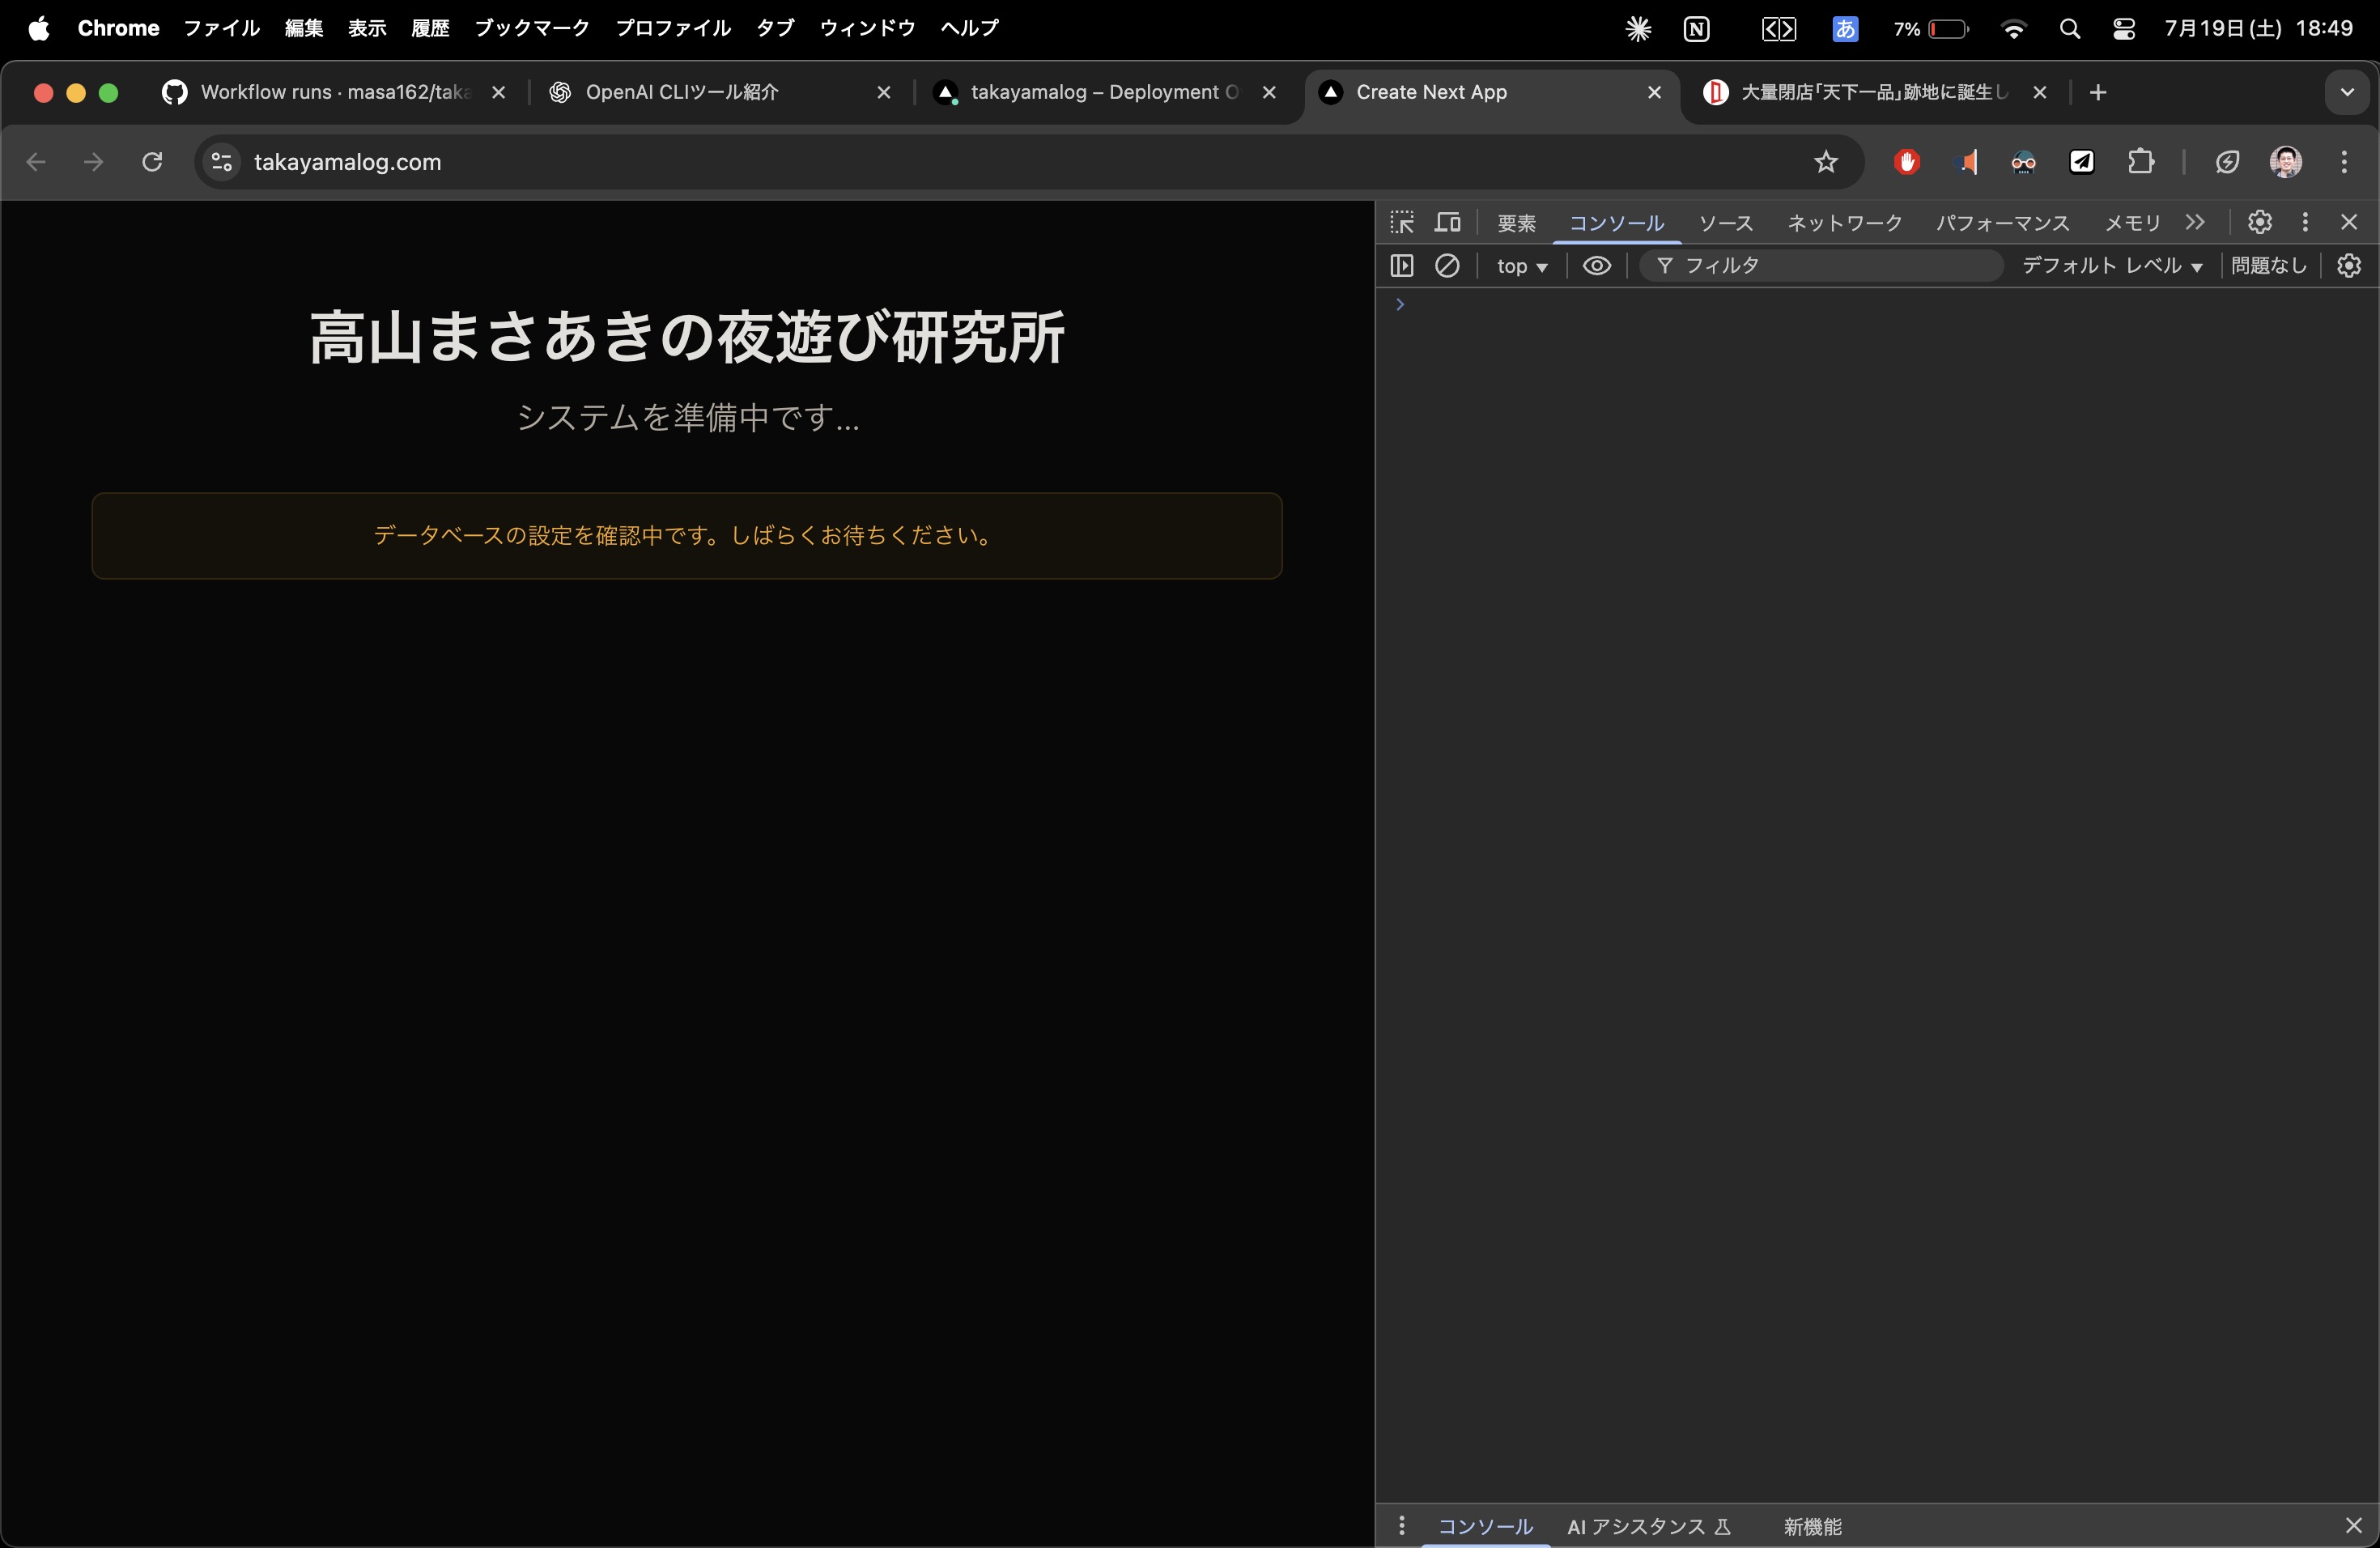 Chrome ファイル 編集 表示 履歴 ブックマーク プロファイル タブ ウィンドウ ヘルプ あ 7% 7月19日(土) 18:49
Workflow runs · masa162/taka OpenAI CLIツール紹介 takayamalog – Deployment O Create Next App 大量閉店「天下一品」跡地に誕生し
takayamalog.com
要素 コンソール ソース ネットワーク パフォーマンス メモリ
top フィルタ デフォルト レベル 問題なし
高山まさあきの夜遊び研究所
システムを準備中です...
データベースの設定を確認中です。しばらくお待ちください。
コンソール AI アシスタンス 新機能